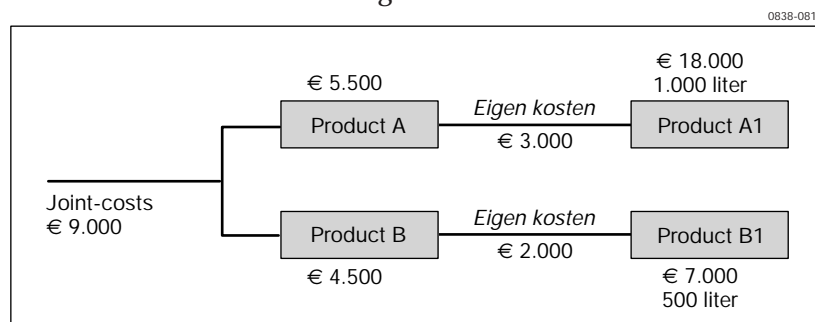 0838-081
€ 18.000
1.000 liter
€ 5.500
Product A
Eigen kosten
€ 3.000
Product A1
Joint-costs
€ 9.000
Product B
Eigen kosten
€ 2.000
Product B1
€ 4.500
€ 7.000
500 liter